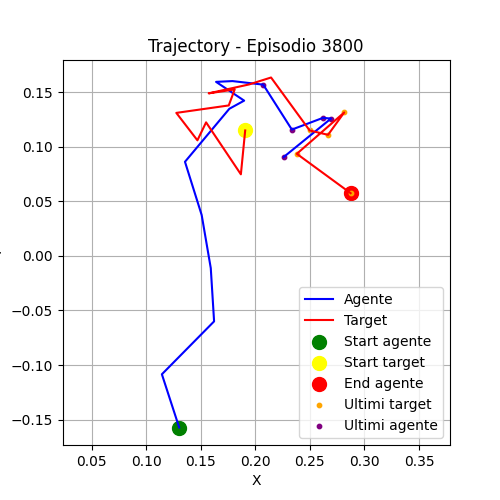 Trajectory - Episodio 3800
0.15
0.10
0.05
0.00
−0.05
−0.10
−0.15
Agente
Target
Start agente
Start target
End agente
Ultimi target
Ultimi agente
0.05 0.10 0.15 0.20 0.25 0.30 0.35
X